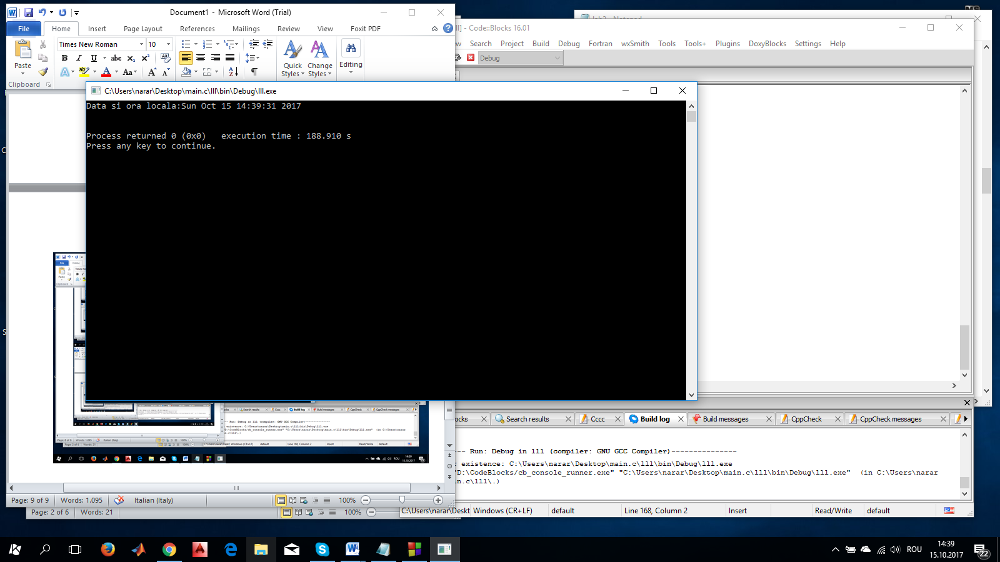 Document1 - Microsoft Word (Trial)
File Home Insert Page Layout References Mailings Review View Foxit PDF
Times New Roman 10
Paste
Clipboard
Quick Styles
Change Styles
Editing
- Code::Blocks 16.01
Search Project Build Debug Fortran wxSmith Tools Tools+ Plugins DoxyBlocks Settings Help
Debug
C:\Users\narar\Desktop\main.c\lll\bin\Debug\lll.exe
Data si ora locala:Sun Oct 15 14:39:31 2017
Process returned 0 (0x0)   execution time : 188.910 s
Press any key to continue.
Search results Cccc Build log Build messages CppCheck CppCheck messages
Run: Debug in lll (compiler: GNU GCC Compiler)---------------
existence: C:\Users\narar\Desktop\main.c\lll\bin\Debug\lll.exe
"D:\CodeBlocks/cb_console_runner.exe" "C:\Users\narar\Desktop\main.c\lll\bin\Debug\lll.exe"  (in C:\Users\narar
n.c\lll\.)
Page: 9 of 9 Words: 1.095 Italian (Italy) 100%
Page: 2 of 6 Words: 21 100%
C:\Users\narar\Deskt Windows (CR+LF) default Line 168, Column 2 Insert Read/Write default
ROU
14:39
15.10.2017
22